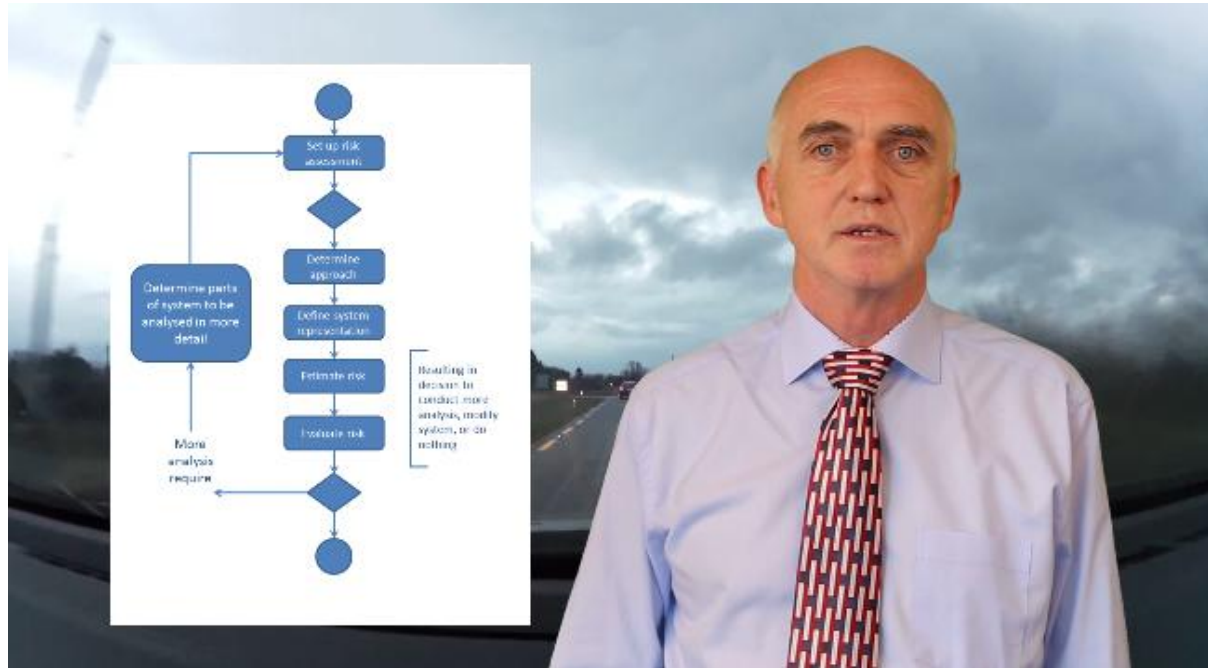 Set up risk
assessment
Determine
approach
Determine parts
of system to be
analysed in more
detail
Define system
representation
Estimate risk
Resulting in
decision to
conduct more
analysis, modify
system, or do
nothing
Evaluate risk
More
analysis
require